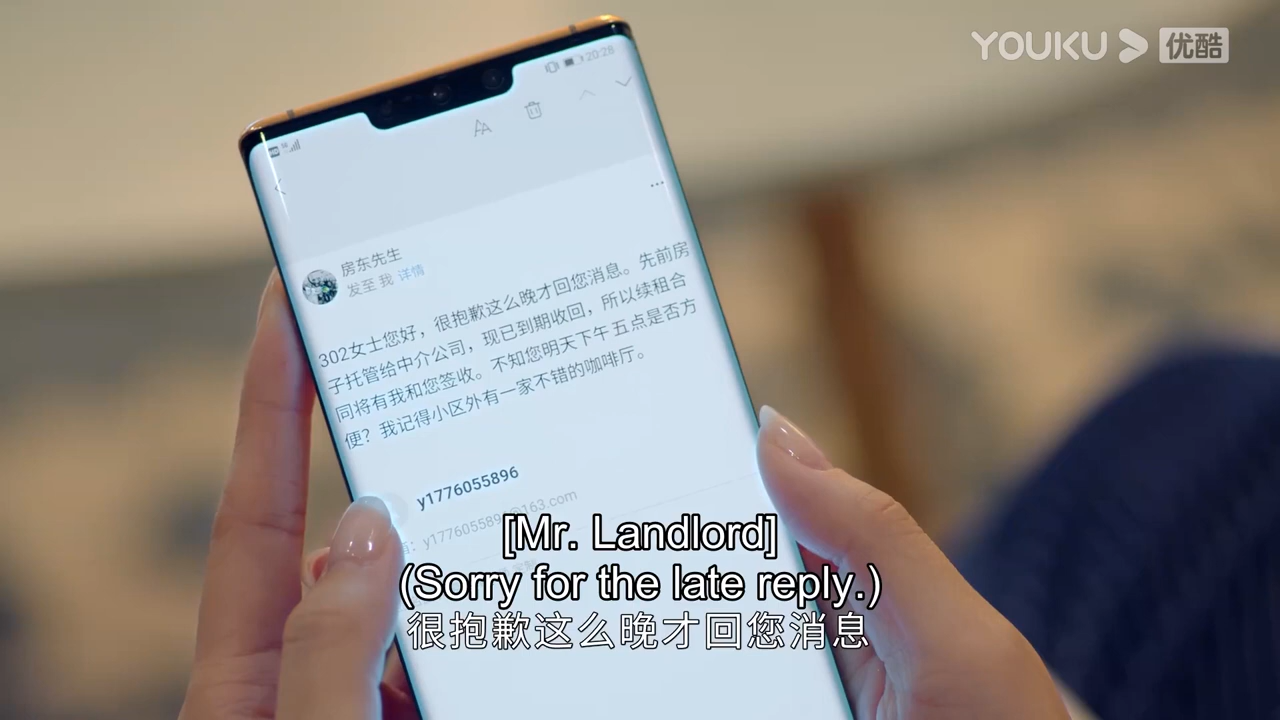 YOUKU 优酷
20:28
房东先生
发至 我 详情
302女士您好，很抱歉这么晚才回您消息。先前房
子托管给中介公司，现已到期收回，所以续租合
同将有我和您签收。不知您明天下午五点是否方
便？我记得小区外有一家不错的咖啡厅。
y1776055896
[Mr. Landlord]
(Sorry for the late reply.)
很抱歉这么晚才回您消息